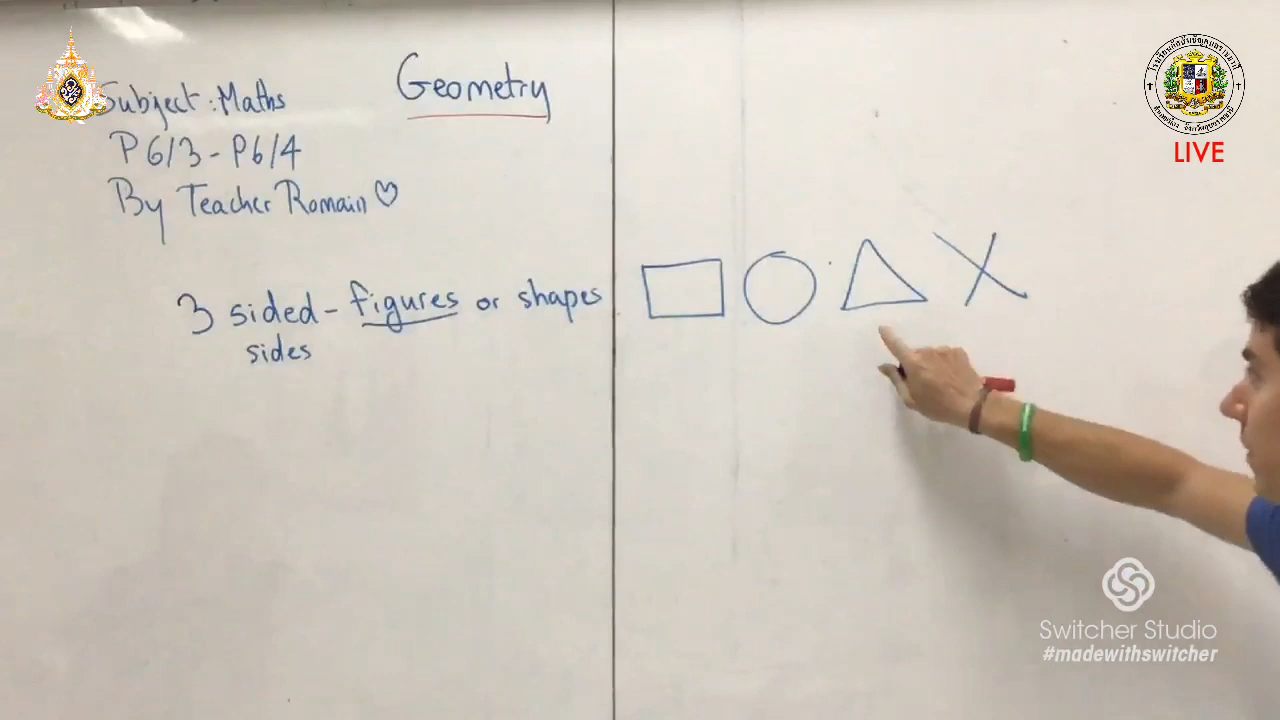 Geometry
Subject : Maths
P 6/3 - P6/4
By Teacher Romain
3 sided - figures or shapes
sides
LIVE
Switcher Studio
#madewithswitcher